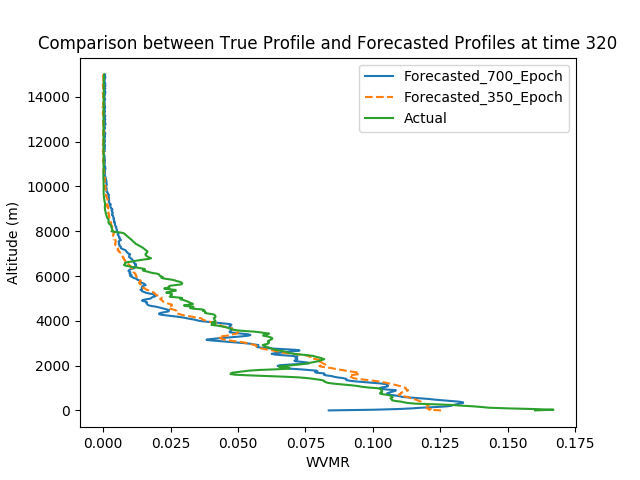 Comparison between True Profile and Forecasted Profiles at time 320
Forecasted_700_Epoch
Forecasted_350_Epoch
Actual
Altitude (m)
14000
12000
10000
8000
6000
4000
2000
0
0.000 0.025 0.050 0.075 0.100 0.125 0.150 0.175
WVMR